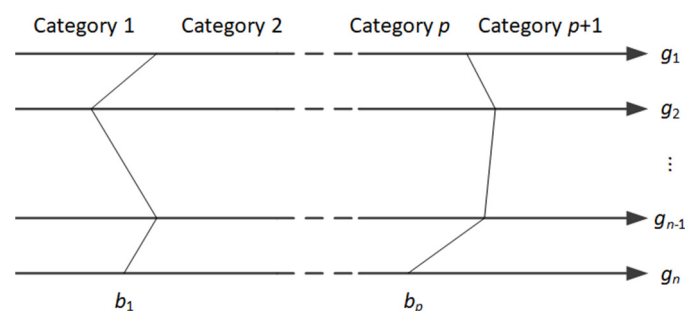 Category 1 Category 2 Category p Category p+1
g1
g2
⋮
gn-1
gn
b1 bp